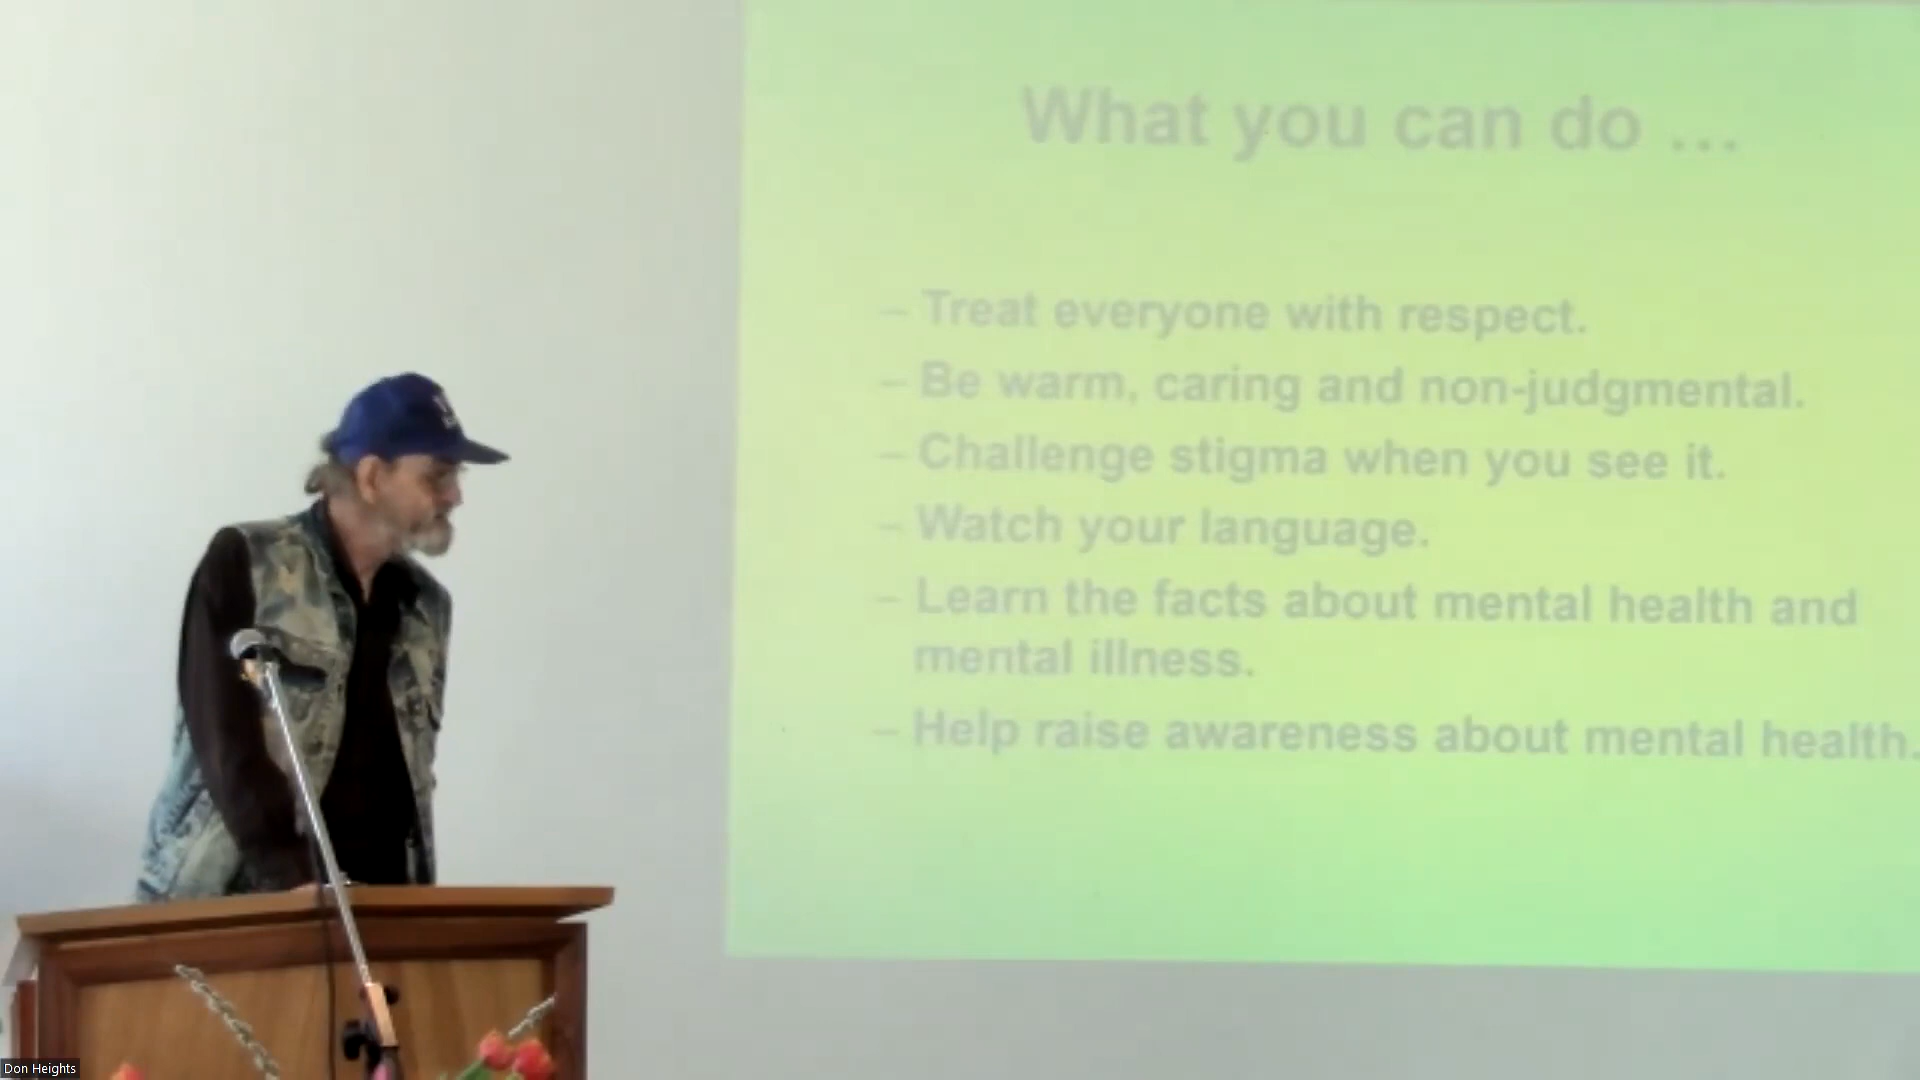 What you can do ...
– Treat everyone with respect.
– Be warm, caring and non-judgmental.
– Challenge stigma when you see it.
– Watch your language.
– Learn the facts about mental health and
mental illness.
– Help raise awareness about mental health.
Don Heights